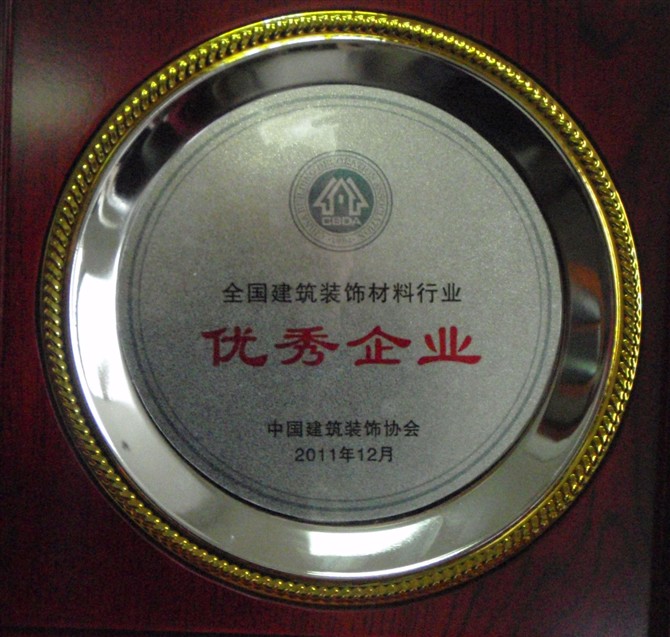 CBDA
全国建筑装饰材料行业
优秀企业
中国建筑装饰协会
2011年12月